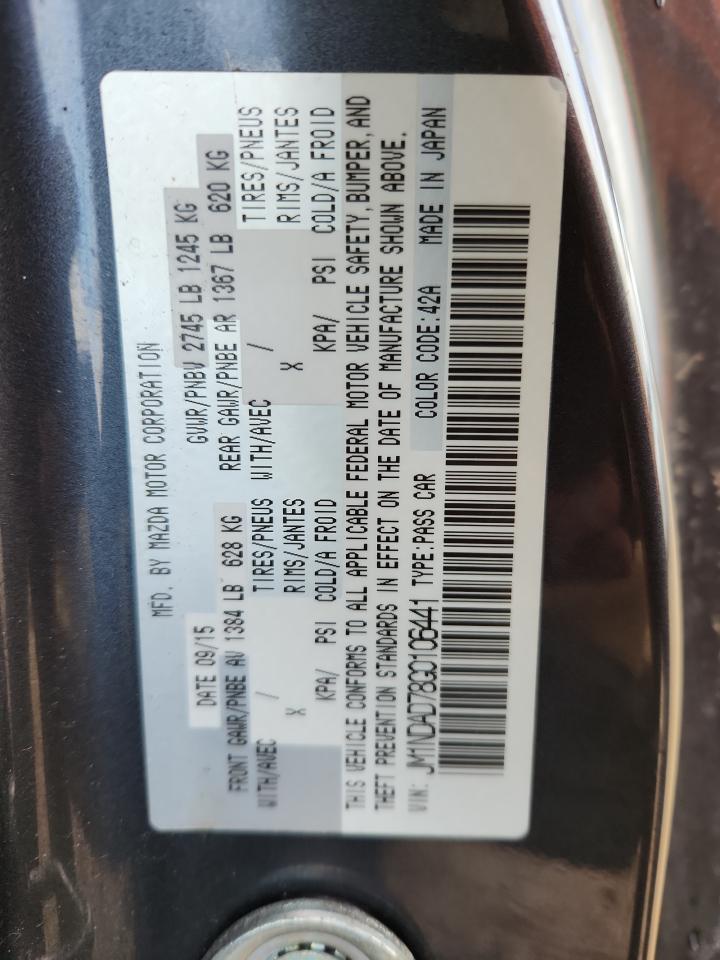 MFD. BY MAZDA MOTOR CORPORATION
DATE 09/15 GVWR/PNBV 2745 LB 1245 KG
FRONT GAWR/PNBE AV 1384 LB 628 KG REAR GAWR/PNBE AR 1367 LB 620 KG
WITH/AVEC / TIRES/PNEUS WITH/AVEC / TIRES/PNEUS
X RIMS/JANTES X RIMS/JANTES
KPA/ PSI COLD/A FROID KPA/ PSI COLD/A FROID
THIS VEHICLE CONFORMS TO ALL APPLICABLE FEDERAL MOTOR VEHICLE SAFETY, BUMPER, AND
THEFT PREVENTION STANDARDS IN EFFECT ON THE DATE OF MANUFACTURE SHOWN ABOVE.
VIN: JM1NDAD78G0106441 TYPE:PASS CAR COLOR CODE:42A MADE IN JAPAN